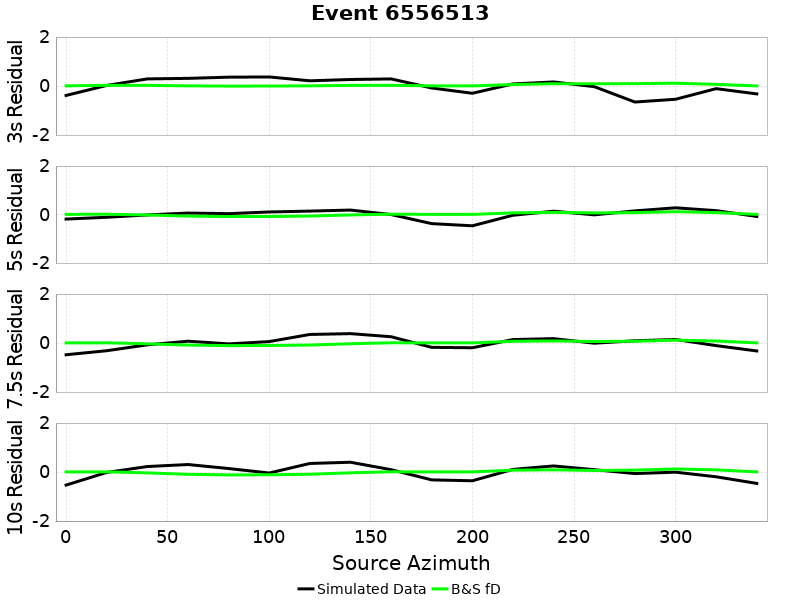 Event 6556513
3s Residual
2
0
-2
5s Residual
2
0
-2
7.5s Residual
2
0
-2
10s Residual
2
0
-2
0 50 100 150 200 250 300
Source Azimuth
Simulated Data B&S fD